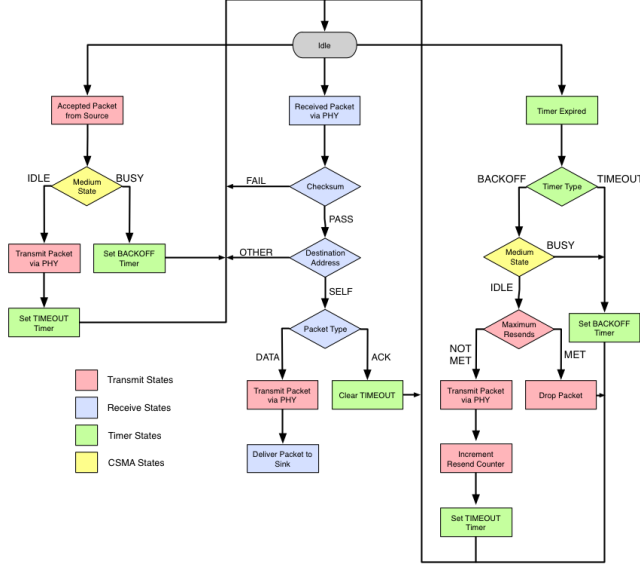 Idle
Accepted Packet
from Source
Received Packet
via PHY
Timer Expired
IDLE
Medium
State
BUSY
FAIL
Checksum
BACKOFF
Timer Type
TIMEOUT
PASS
Transmit Packet
via PHY
Set BACKOFF
Timer
OTHER
Destination
Address
Medium
State
BUSY
SELF
IDLE
Set TIMEOUT
Timer
Packet Type
Maximum
Resends
Set BACKOFF
Timer
DATA
ACK
NOT
MET
MET
Transmit Packet
via PHY
Clear TIMEOUT
Transmit Packet
via PHY
Drop Packet
Transmit States
Receive States
Timer States
CSMA States
Deliver Packet to
Sink
Increment
Resend Counter
Set TIMEOUT
Timer